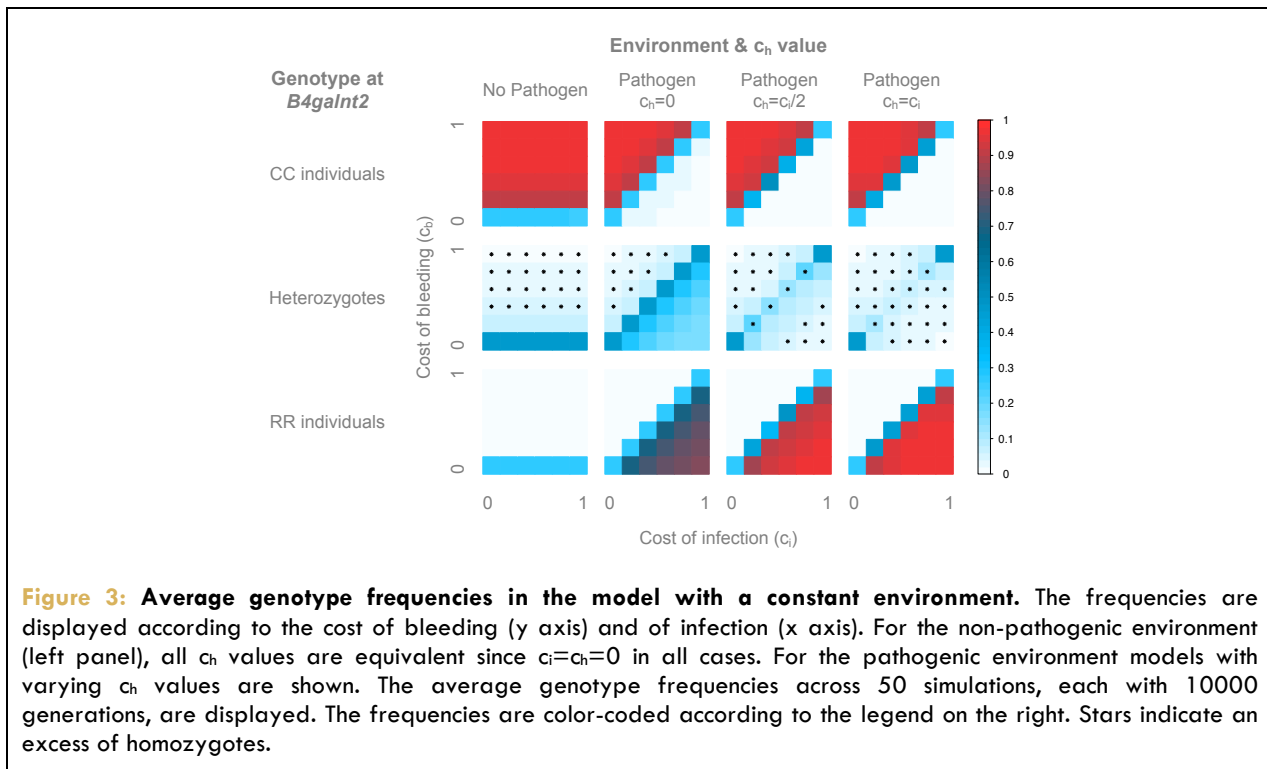 Environment & cₕ value
Genotype at
B4galnt2
No Pathogen
Pathogen
cₕ=0
Pathogen
cₕ=cᵢ/2
Pathogen
cₕ=cᵢ
CC individuals
Heterozygotes
RR individuals
Cost of bleeding (c_b)
1
0
1
0
1
0
0 1
0 1
0 1
0 1
Cost of infection (cᵢ)
1
0.9
0.8
0.7
0.6
0.5
0.4
0.3
0.2
0.1
0
Figure 3: Average genotype frequencies in the model with a constant environment. The frequencies are
displayed according to the cost of bleeding (y axis) and of infection (x axis). For the non-pathogenic environment
(left panel), all cₕ values are equivalent since cᵢ=cₕ=0 in all cases. For the pathogenic environment models with
varying cₕ values are shown. The average genotype frequencies across 50 simulations, each with 10000
generations, are displayed. The frequencies are color-coded according to the legend on the right. Stars indicate an
excess of homozygotes.